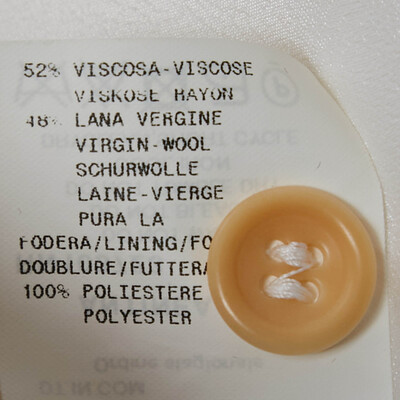 52% VISCOSA-VISCOSE
VISKOSE RAYON
48% LANA VERGINE
VIRGIN-WOOL
SCHURWOLLE
LAINE-VIERGE
PURA LA
FODERA/LINING/FO
DOUBLURE/FUTTER/
100% POLIESTERE
POLYESTER